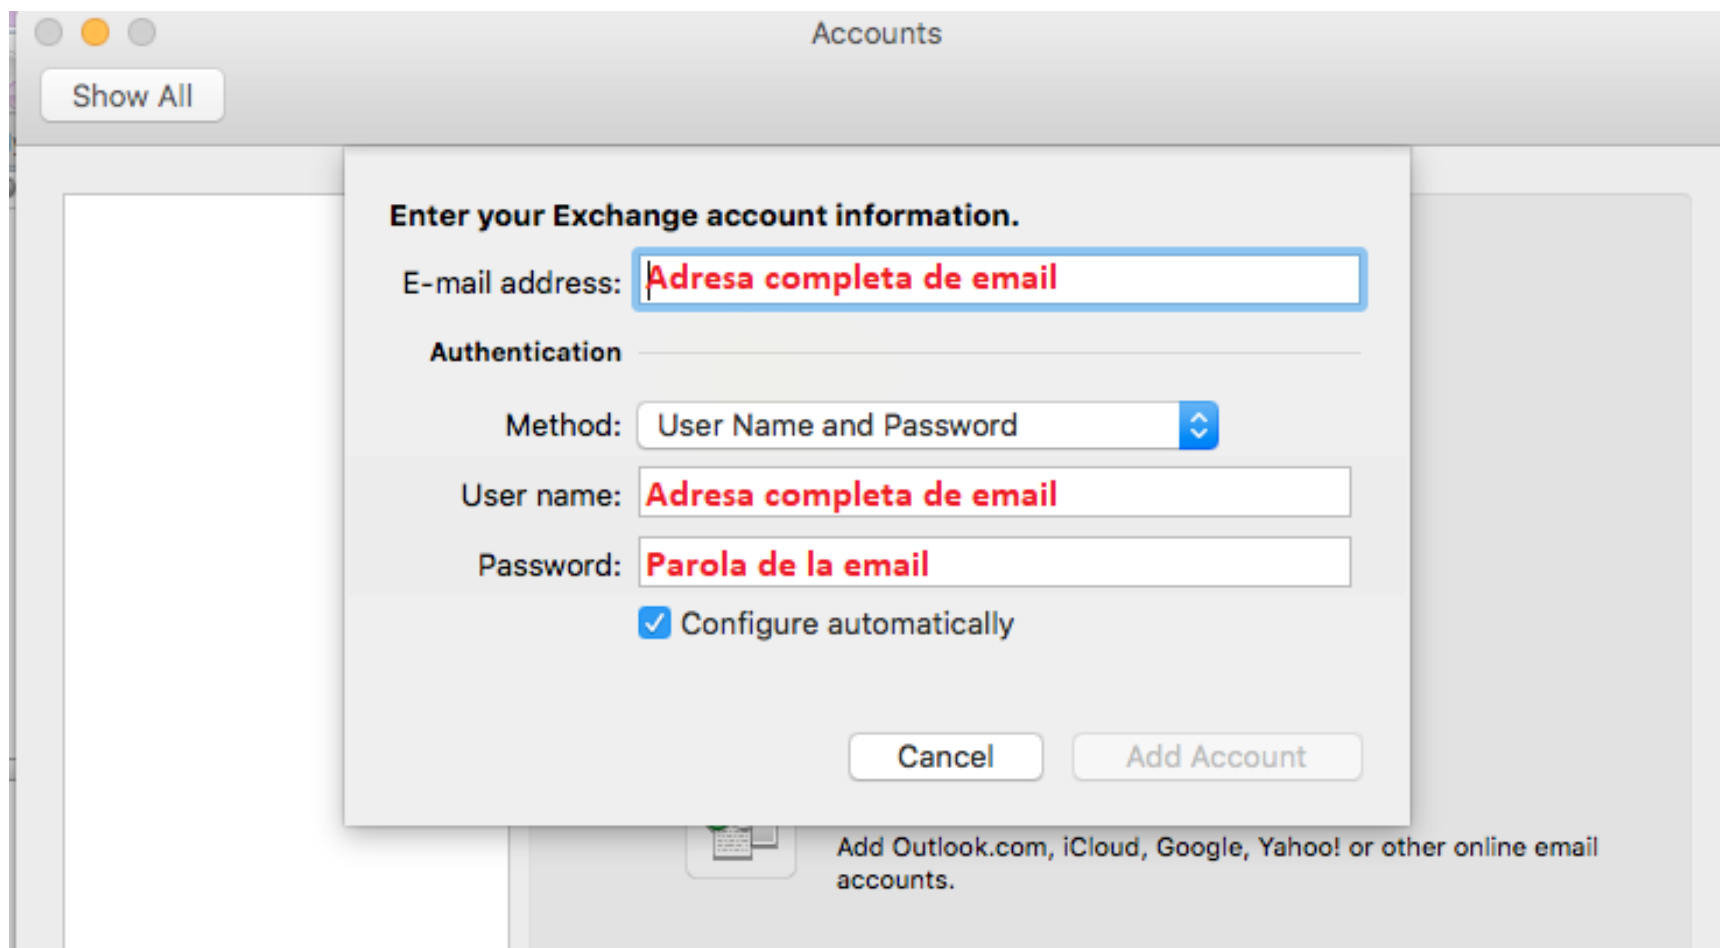 Accounts
Show All
Enter your Exchange account information.
E-mail address: Adresa completa de email
Authentication
Method: User Name and Password
User name: Adresa completa de email
Password: Parola de la email
Configure automatically
Cancel Add Account
Add Outlook.com, iCloud, Google, Yahoo! or other online email
accounts.